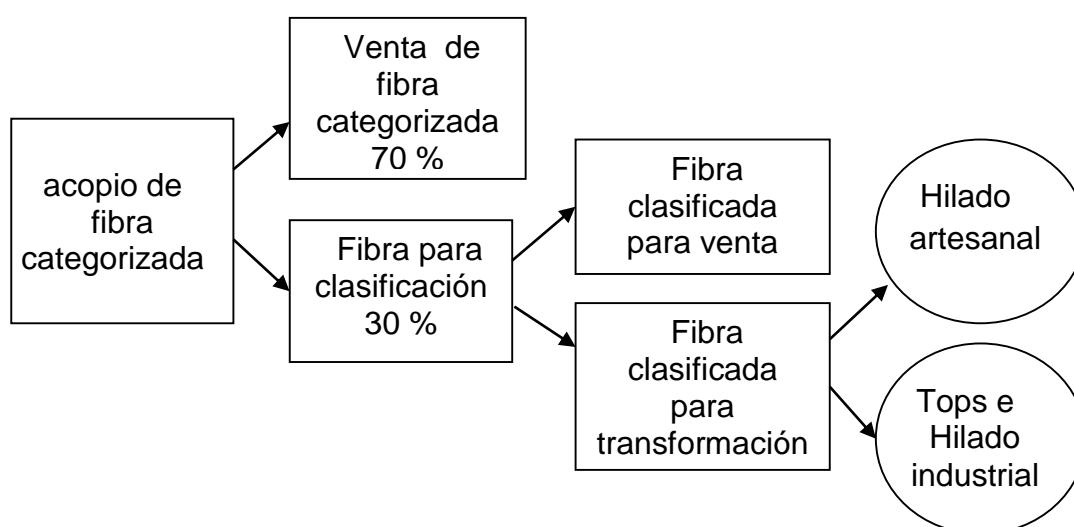 acopio de
fibra
categorizada
Venta de
fibra
categorizada
70 %
Fibra para
clasificación
30 %
Fibra
clasificada
para venta
Fibra
clasificada
para
transformación
Hilado
artesanal
Tops e
Hilado
industrial